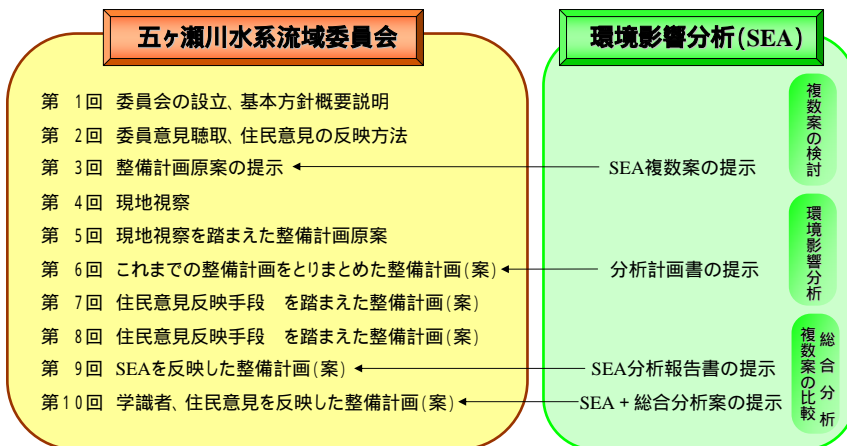 五ヶ瀬川水系流域委員会
環境影響分析(SEA)
第 1回 委員会の設立、基本方針概要説明
第 2回 委員意見聴取、住民意見の反映方法
第 3回 整備計画原案の提示
SEA複数案の提示
第 4回 現地視察
第 5回 現地視察を踏まえた整備計画原案
第 6回 これまでの整備計画をとりまとめた整備計画(案)
分析計画書の提示
第 7回 住民意見反映手段 を踏まえた整備計画(案)
第 8回 住民意見反映手段 を踏まえた整備計画(案)
第 9回 SEAを反映した整備計画(案)
SEA分析報告書の提示
第10回 学識者、住民意見を反映した整備計画(案)
SEA + 総合分析案の提示
複数案の検討
環境影響分析
総合分析
複数案の比較